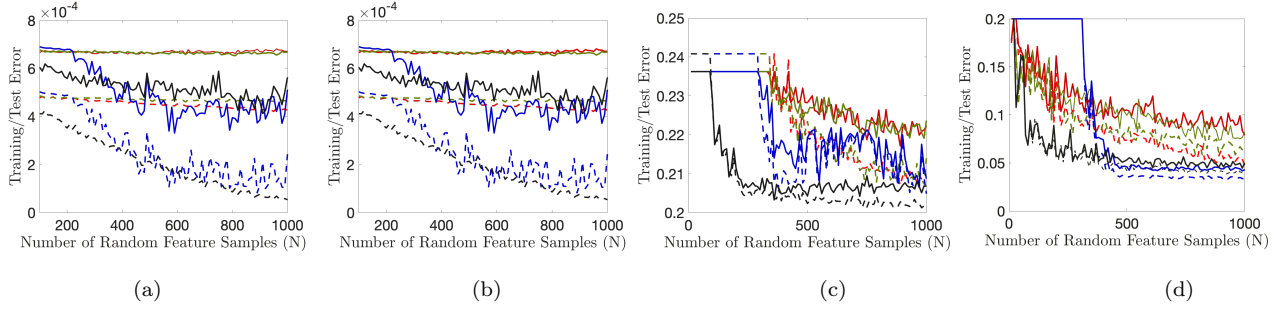 ×10⁻⁴
8
6
4
2
0
Training/Test Error
200 400 600 800 1000
Number of Random Feature Samples (N)
(a)
×10⁻⁴
8
6
4
2
0
Training/Test Error
200 400 600 800 1000
Number of Random Feature Samples (N)
(b)
0.25
0.24
0.23
0.22
0.21
0.2
Training/Test Error
0 500 1000
Number of Random Feature Samples (N)
(c)
0.2
0.15
0.1
0.05
0
Training/Test Error
500 1000
Number of Random Feature Samples (N)
(d)